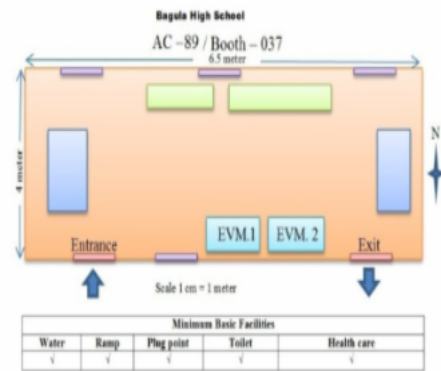 Bagula High School
AC -89 / Booth - 037
6.5 meter
4 meter
N
EVM.1 EVM. 2
Entrance Exit
Scale 1 cm = 1 meter
Minimum Basic Facilities
Water Ramp Plug point Toilet Health care
√ √ √ √ √